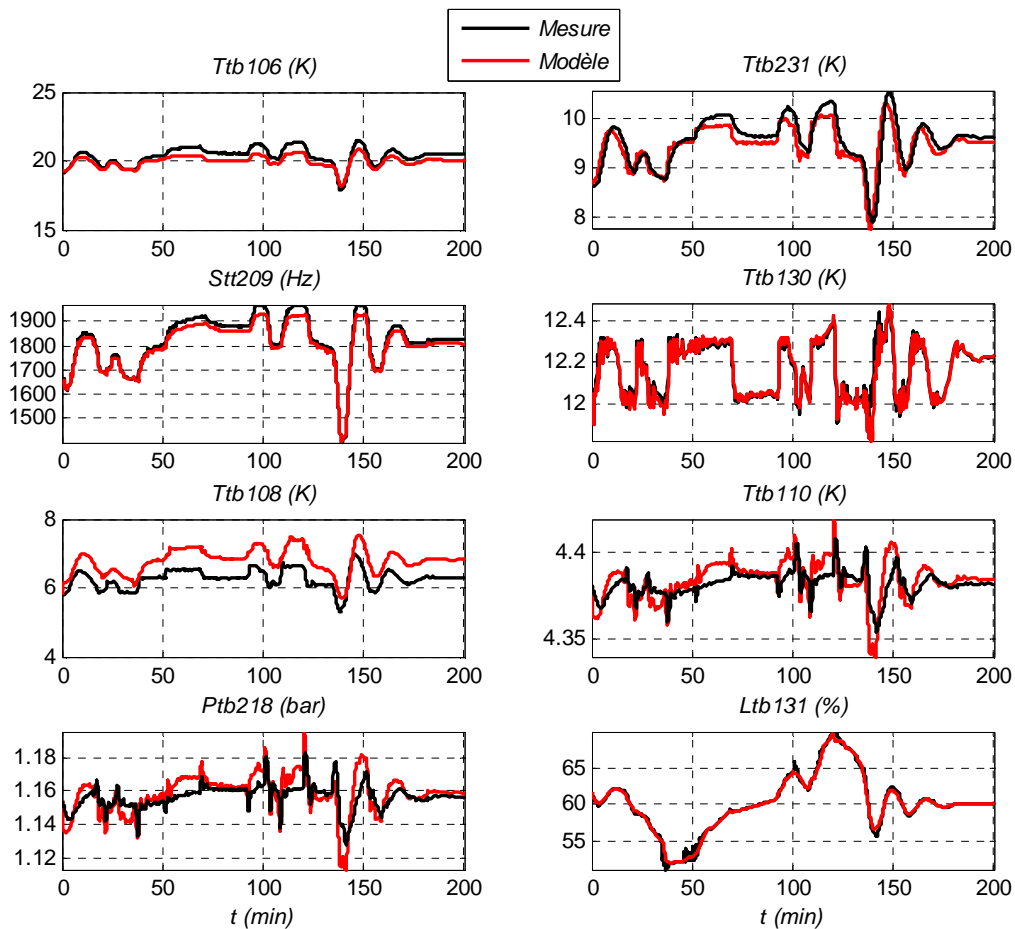 Mesure
Modèle
Ttb106 (K)
25
20
15
0 50 100 150 200
Ttb231 (K)
10
9
8
0 50 100 150 200
Stt209 (Hz)
1900
1800
1700
1600
1500
0 50 100 150 200
Ttb130 (K)
12.4
12.2
12
0 50 100 150 200
Ttb108 (K)
8
6
4
0 50 100 150 200
Ttb110 (K)
4.4
4.35
0 50 100 150 200
Ptb218 (bar)
1.18
1.16
1.14
1.12
0 50 100 150 200
t (min)
Ltb131 (%)
65
60
55
0 50 100 150 200
t (min)